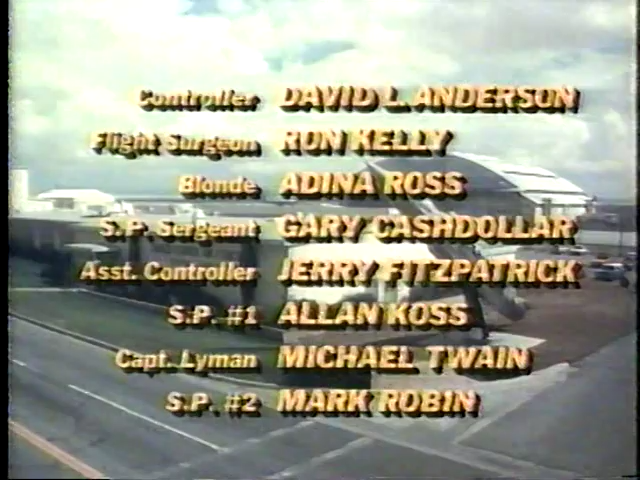 Controller DAVID L. ANDERSON
Flight Surgeon RON KELLY
Blonde ADINA ROSS
S.P. Sergeant GARY CASHDOLLAR
Asst. Controller JERRY FITZPATRICK
S.P. #1 ALLAN KOSS
Capt. Lyman MICHAEL TWAIN
S.P. #2 MARK ROBIN